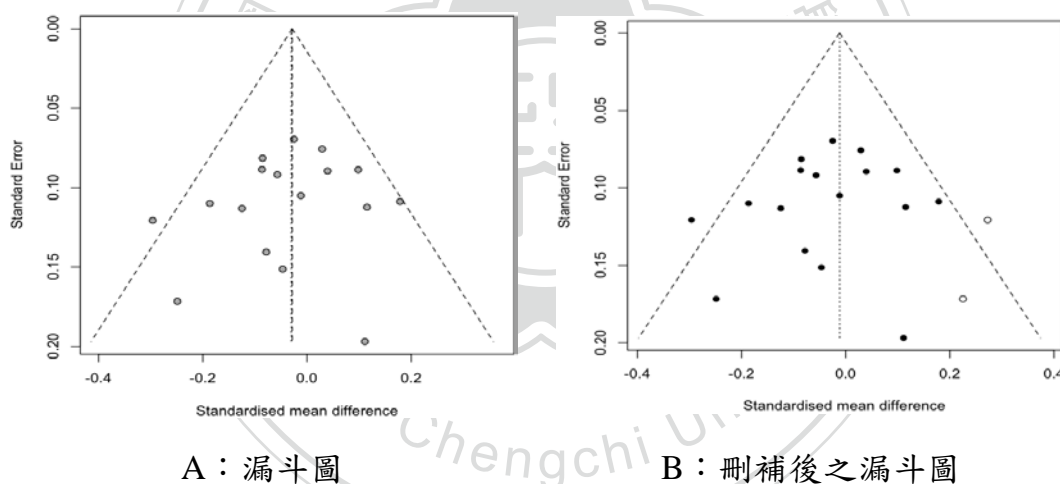 0.00
0.05
0.10
0.15
0.20
Standard Error
-0.4
-0.2
0.0
0.2
Standardised mean difference
A：漏斗圖
0.00
0.05
0.10
0.15
0.20
Standard Error
-0.4
-0.2
0.0
0.2
0.4
Standardised mean difference
B：刪補後之漏斗圖
Chengchi